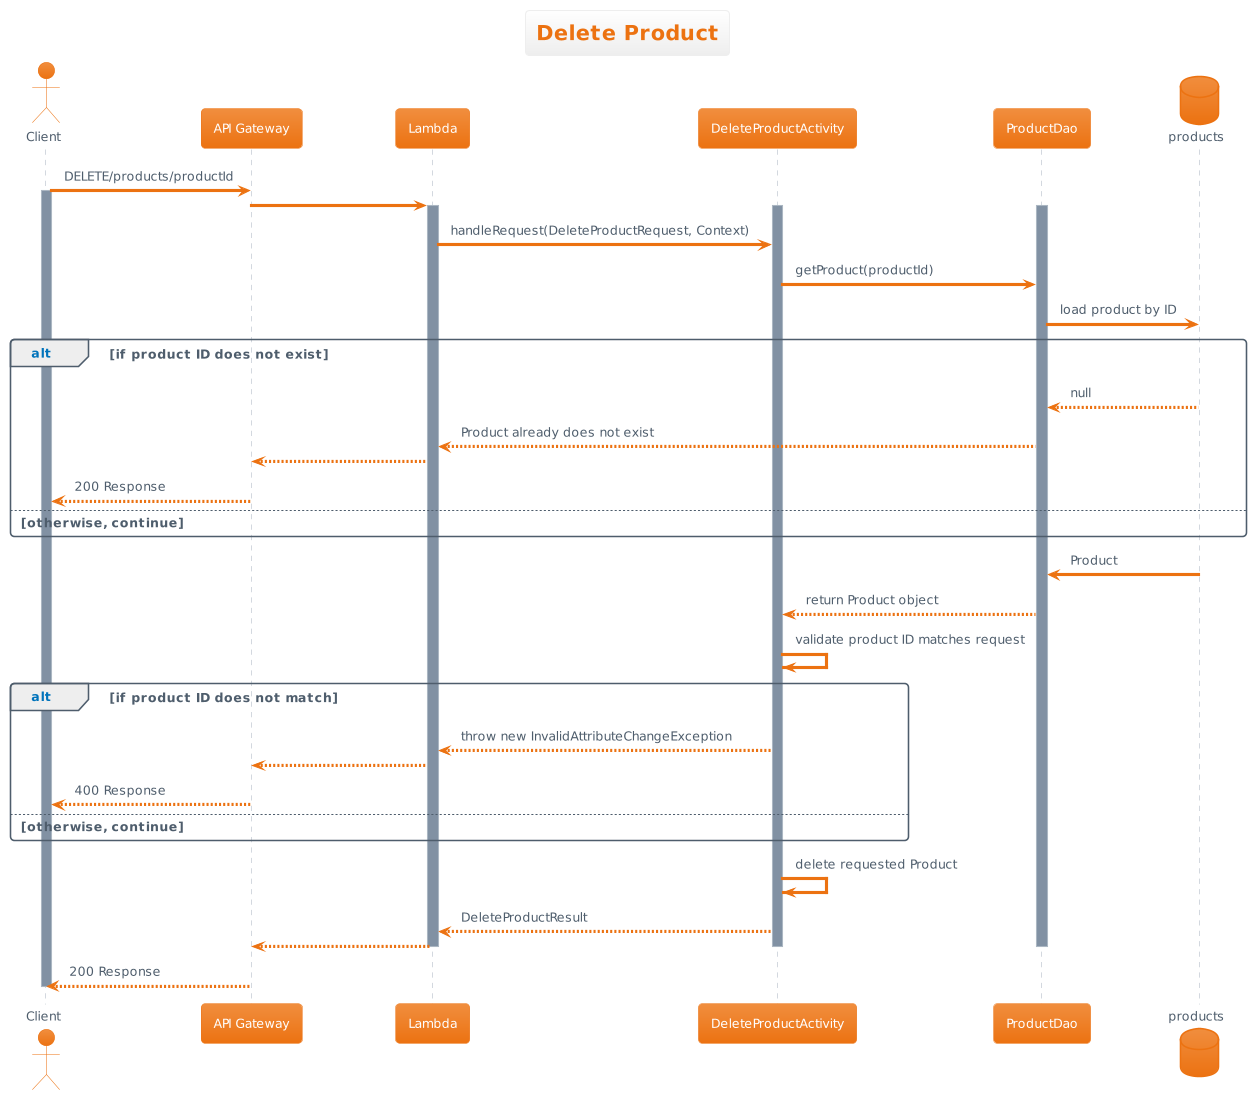 Delete Product
Client
API Gateway
Lambda
DeleteProductActivity
ProductDao
products
DELETE/products/productId
handleRequest(DeleteProductRequest, Context)
getProduct(productId)
load product by ID
alt
[if product ID does not exist]
null
Product already does not exist
200 Response
[otherwise, continue]
Product
return Product object
validate product ID matches request
alt
[if product ID does not match]
throw new InvalidAttributeChangeException
400 Response
[otherwise, continue]
delete requested Product
DeleteProductResult
200 Response
Client
API Gateway
Lambda
DeleteProductActivity
ProductDao
products